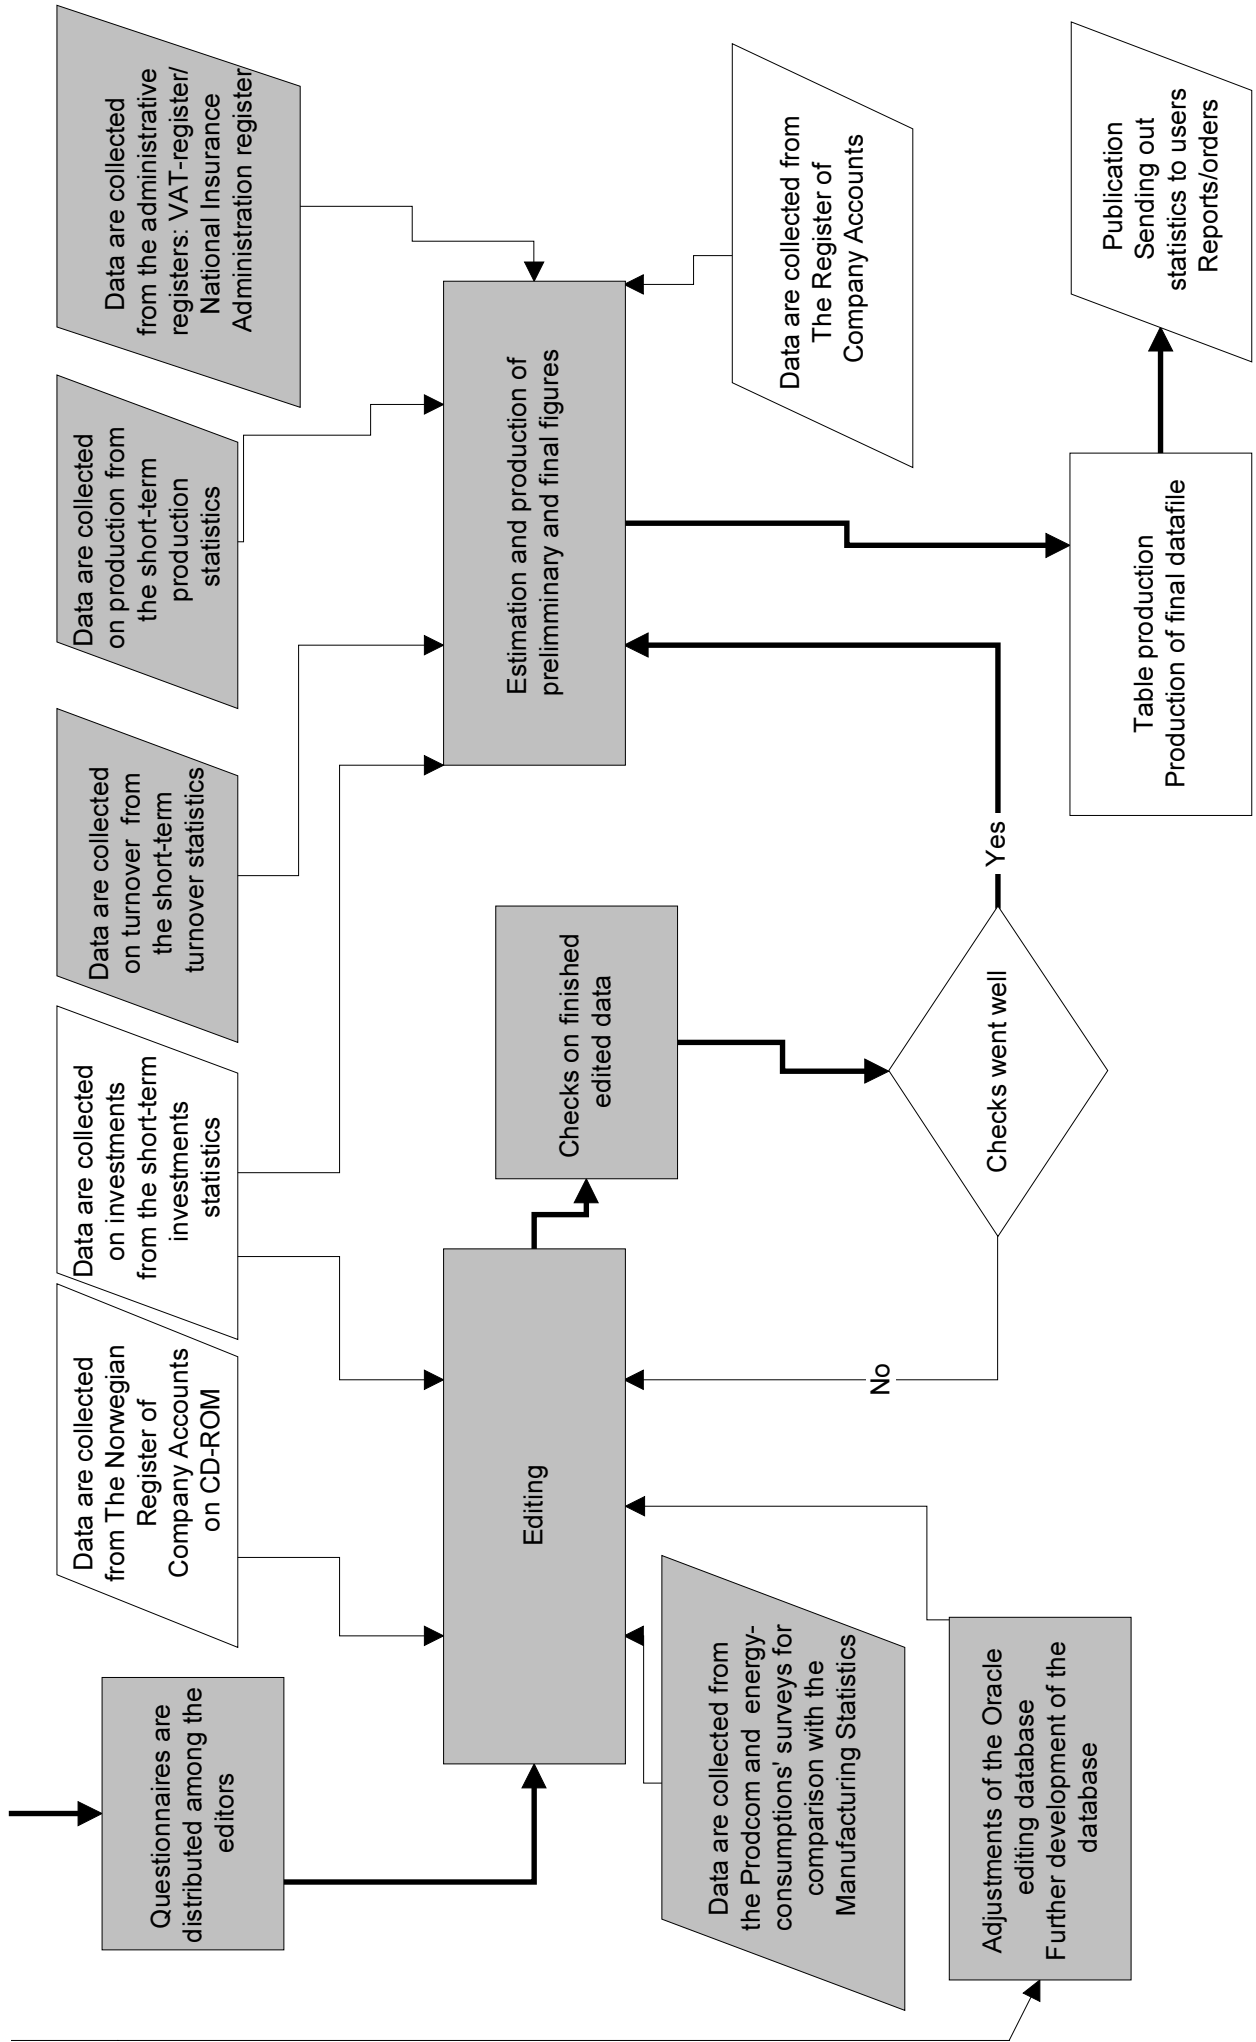 Questionnaires are
distributed among the
editors
Data are collected
from The Norwegian
Register of
Company Accounts
on CD-ROM
Data are collected
on investments
from the short-term
investments
statistics
Data are collected
on turnover from
the short-term
turnover statistics
Data are collected
on production from
the short-term
production
statistics
Data are collected
from the administrative
registers: VAT-register/
National Insurance
Administration register
Editing
Checks on finished
edited data
Estimation and production of
prelimminary and final figures
Data are collected from
the Prodcom and energy-
consumptions' surveys for
comparison with the
Manufacturing Statistics
No
Checks went well
Yes
Data are collected from
The Register of
Company Accounts
Adjustments of the Oracle
editing database
Further development of the
database
Table production
Production of final datafile
Publication
Sending out
statistics to users
Reports/orders